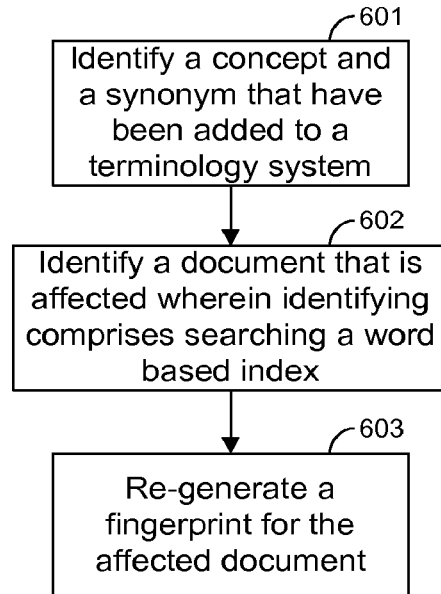 601
Identify a concept and
a synonym that have
been added to a
terminology system
602
Identify a document that is
affected wherein identifying
comprises searching a word
based index
603
Re-generate a
fingerprint for the
affected document